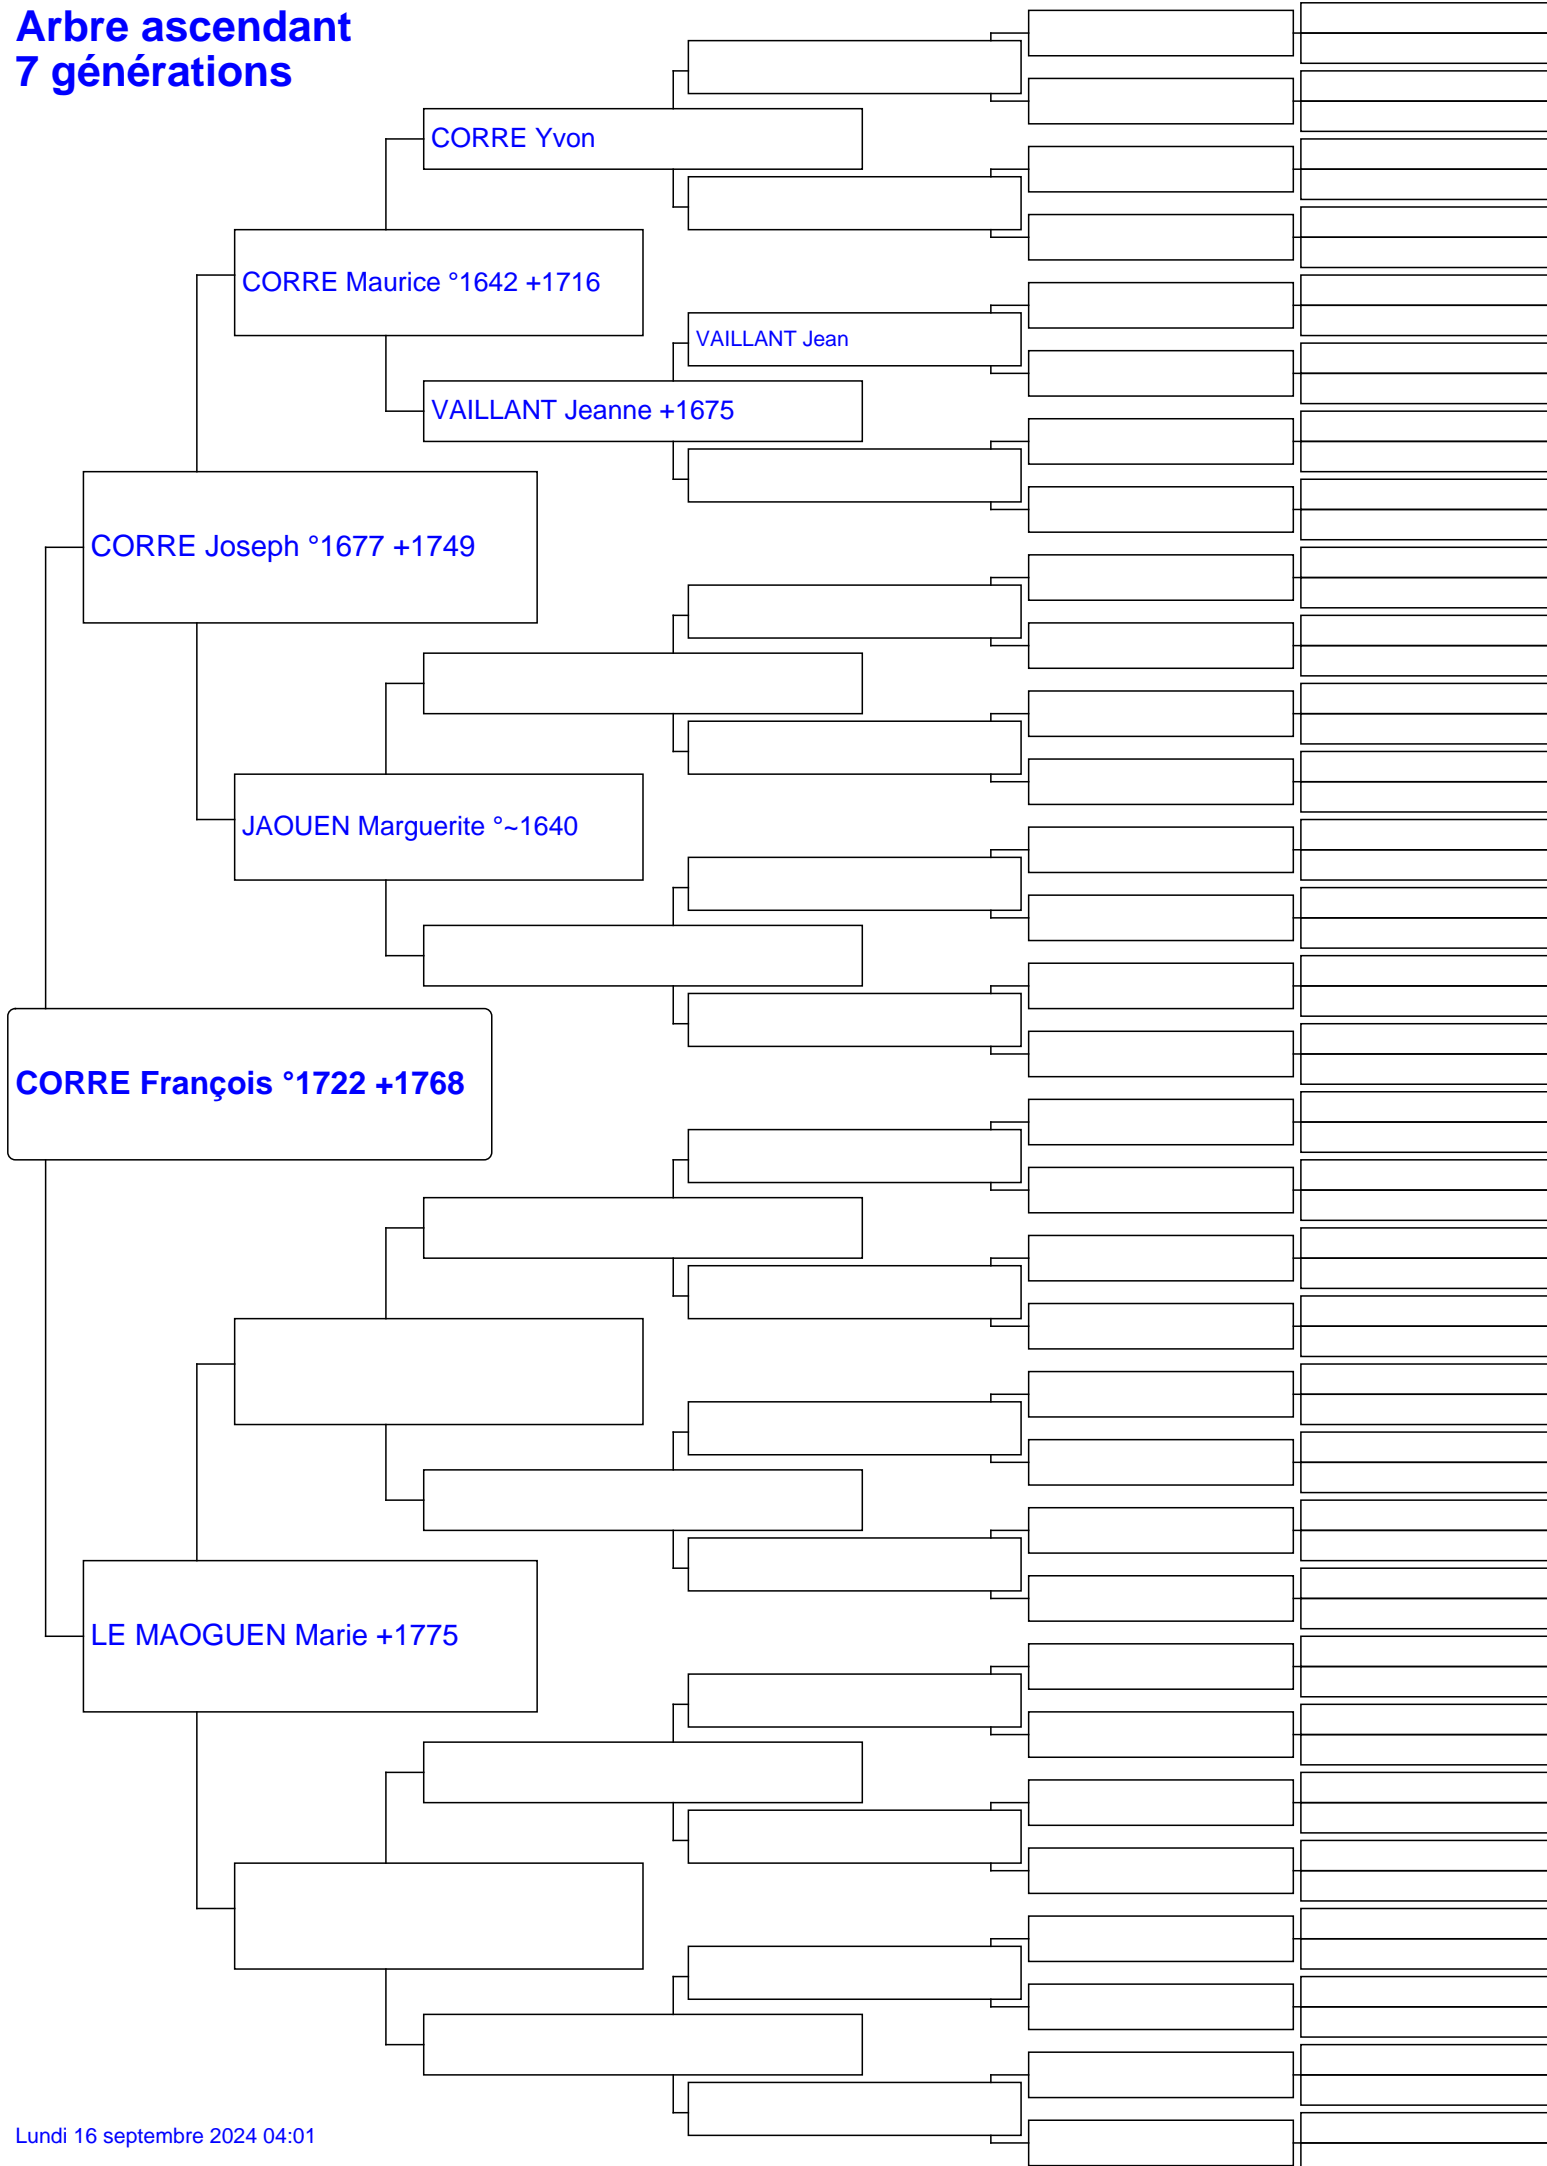 Arbre ascendant
7 générations
CORRE Yvon
CORRE Maurice °1642 +1716
VAILLANT Jean
VAILLANT Jeanne +1675
CORRE Joseph °1677 +1749
JAOUEN Marguerite °~1640
CORRE François °1722 +1768
LE MAOGUEN Marie +1775
Lundi 16 septembre 2024 04:01